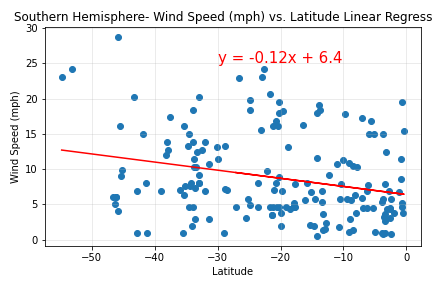 Southern Hemisphere- Wind Speed (mph) vs. Latitude Linear Regress
30
y = -0.12x + 6.4
25
20
15
10
5
0
Wind Speed (mph)
−50 −40 −30 −20 −10 0
Latitude